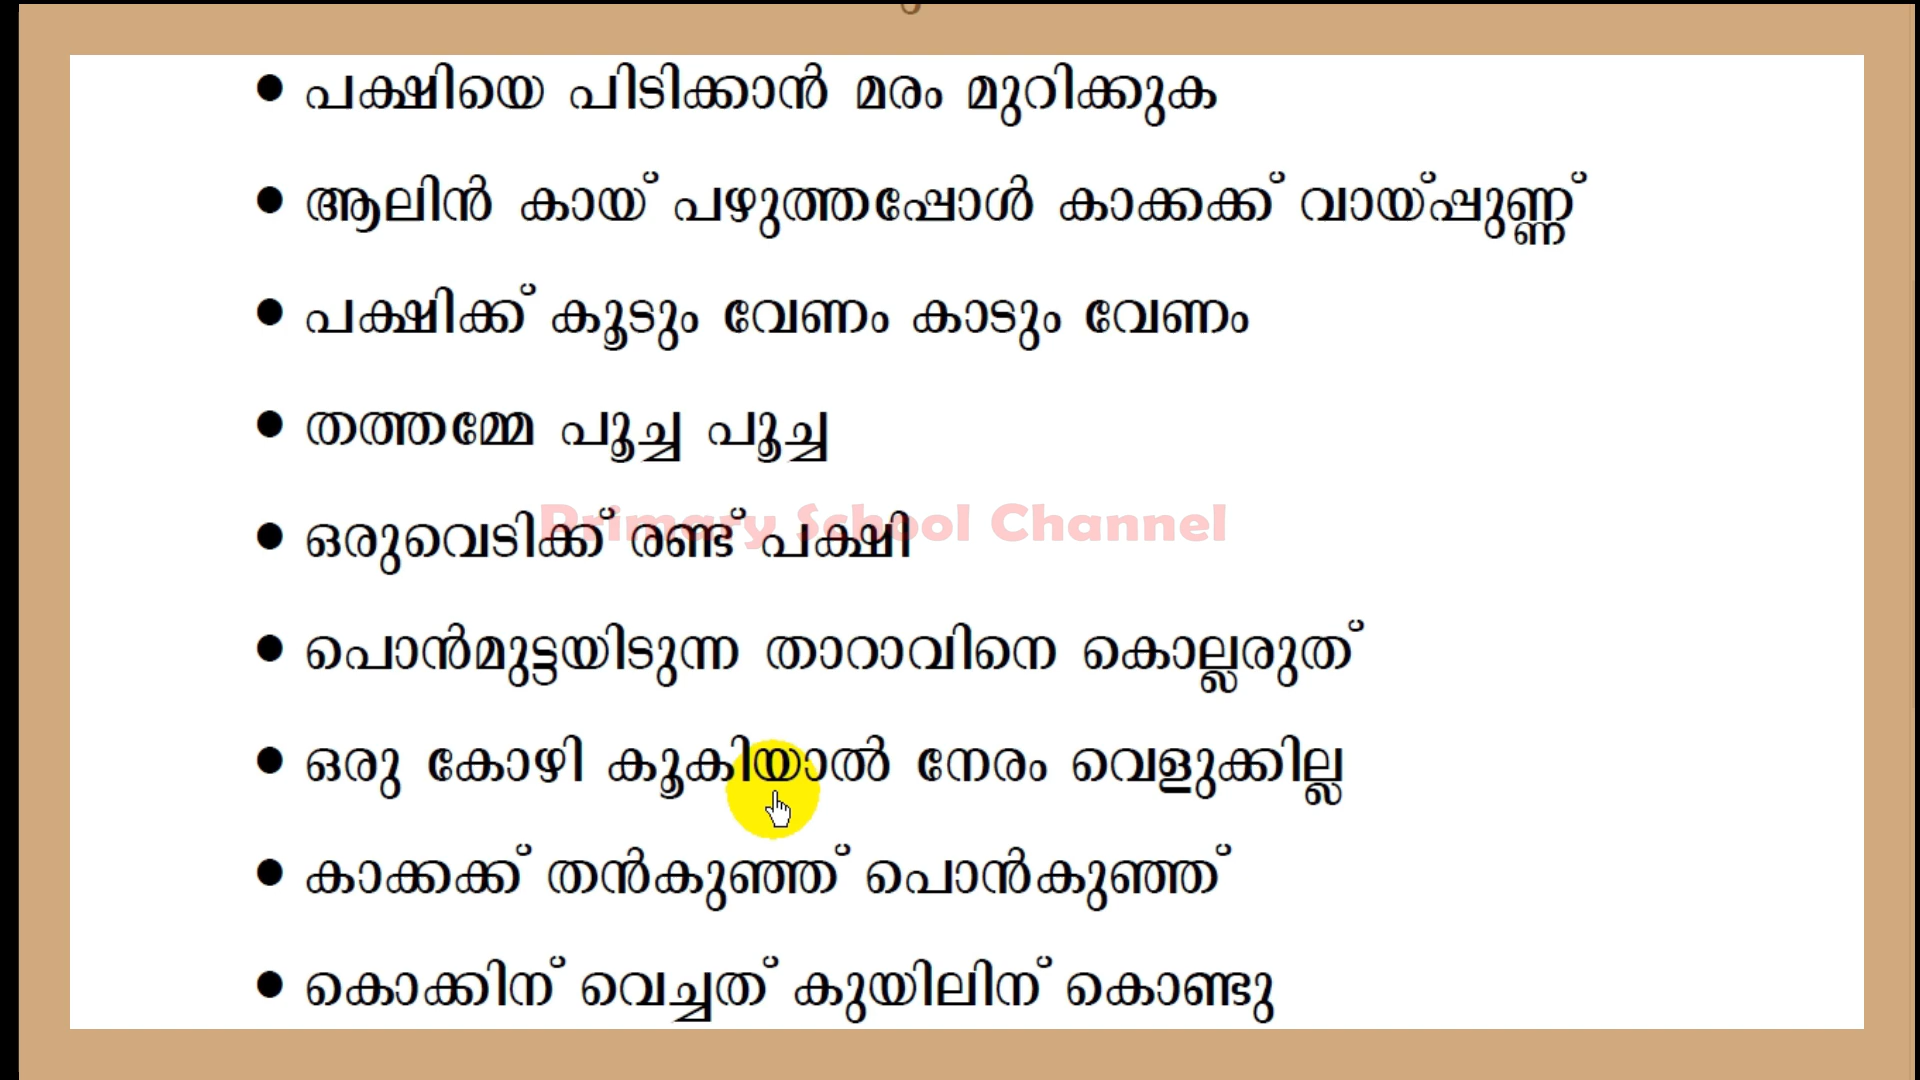 • പക്ഷിയെ പിടിക്കാൻ മരം മുറിക്കുക
• ആലിൻ കായ് പഴുത്തപ്പോൾ കാക്കക്ക് വായ്പ്പുണ്ണ്
• പക്ഷിക്ക് കൂടും വേണം കാടും വേണം
• തത്തമ്മേ പൂച്ച പൂച്ച
• ഒരുവെടിക്ക് രണ്ട് പക്ഷി
Primary School Channel
• പൊൻമുട്ടയിടുന്ന താറാവിനെ കൊല്ലരുത്
• ഒരു കോഴി കൂകിയാൽ നേരം വെളുക്കില്ല
• കാക്കക്ക് തൻകുഞ്ഞ് പൊൻകുഞ്ഞ്
• കൊക്കിന് വെച്ചത് കുയിലിന് കൊണ്ടു